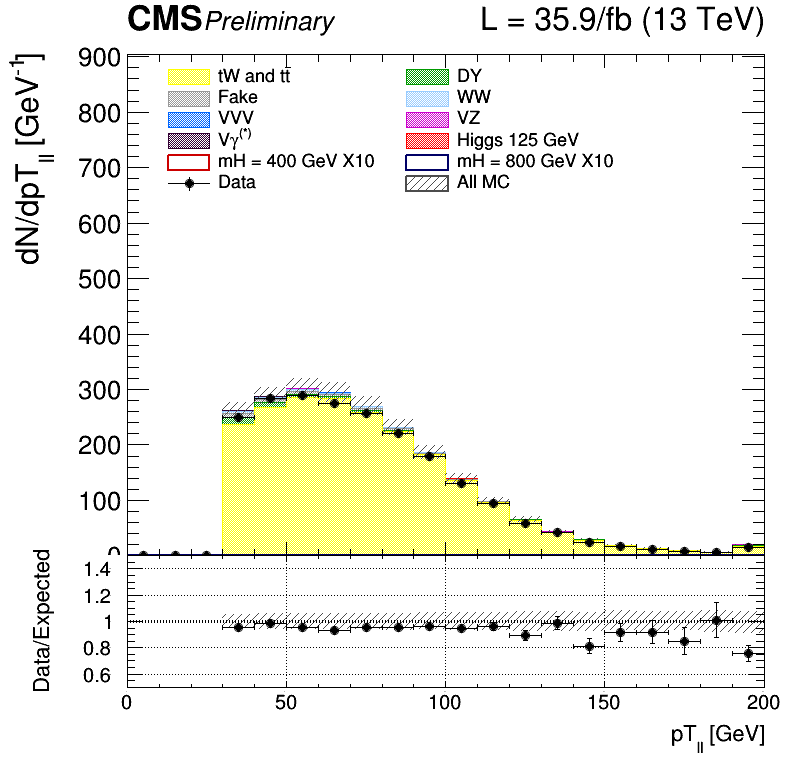 CMS Preliminary L = 35.9/fb (13 TeV)
dN/dpT_ll [GeV^-1]
900
800
700
600
500
400
300
200
100
0
tW and tt
DY
Fake
WW
VVV
VZ
Vγ(*)
Higgs 125 GeV
mH = 400 GeV X10
mH = 800 GeV X10
Data
All MC
Data/Expected
1.4
1.2
1
0.8
0.6
0 50 100 150 200
pT_ll [GeV]